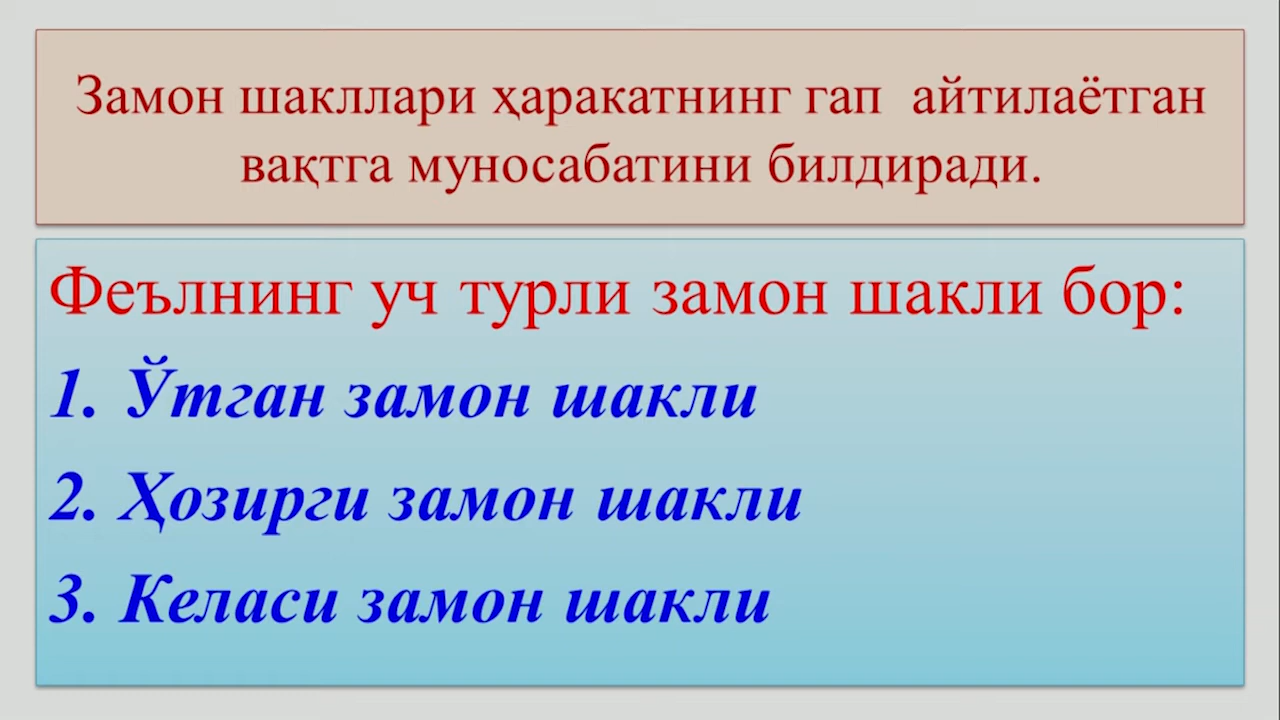 Замон шакллари ҳаракатнинг гап айтилаётган
вақтга муносабатини билдиради.
Феълнинг уч турли замон шакли бор:
1. Ўтган замон шакли
2. Ҳозирги замон шакли
3. Келаси замон шакли